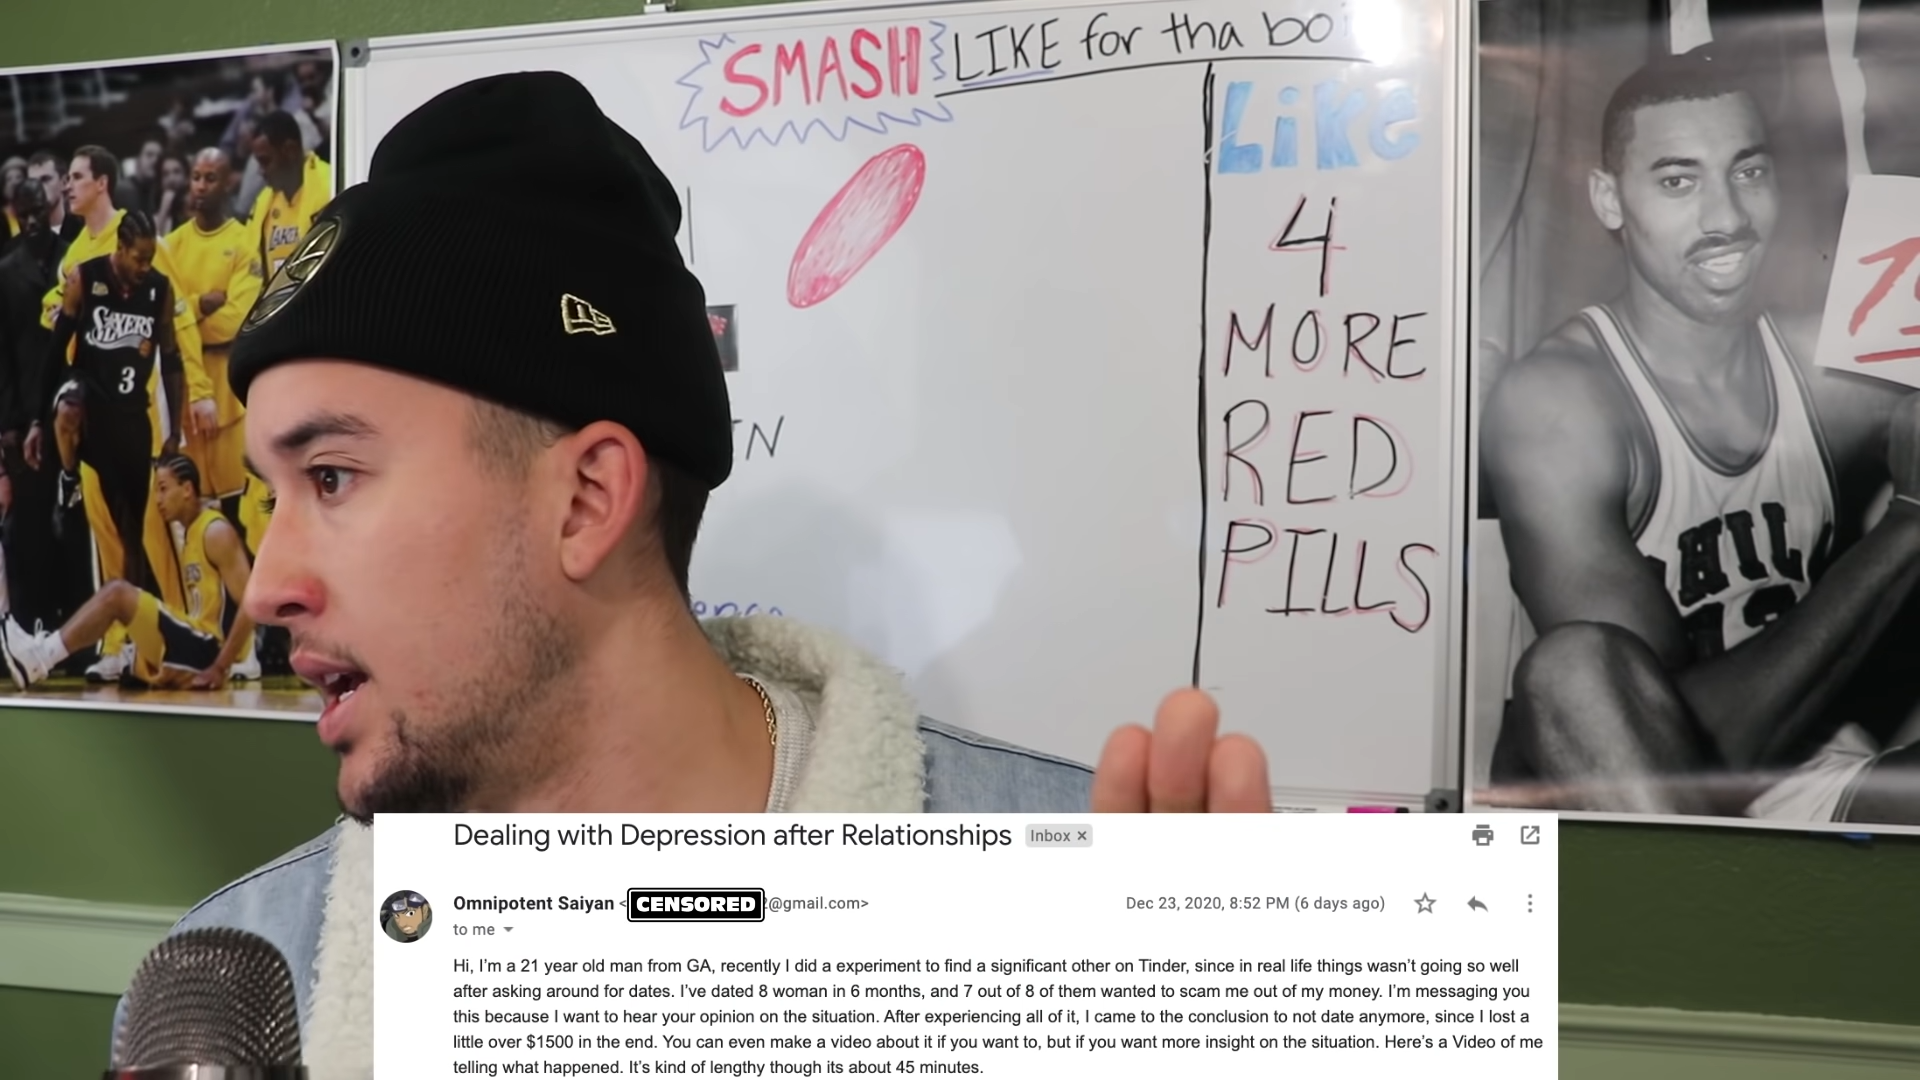 SMASH LIKE for tha boi
Like
4
MORE
RED
PILLS
LAKERS
SIXERS
3
PHIL
13
Dealing with Depression after Relationships Inbox ×
Omnipotent Saiyan <CENSORED @gmail.com> Dec 23, 2020, 8:52 PM (6 days ago)
to me
Hi, I’m a 21 year old man from GA, recently I did a experiment to find a significant other on Tinder, since in real life things wasn’t going so well
after asking around for dates. I’ve dated 8 woman in 6 months, and 7 out of 8 of them wanted to scam me out of my money. I’m messaging you
this because I want to hear your opinion on the situation. After experiencing all of it, I came to the conclusion to not date anymore, since I lost a
little over $1500 in the end. You can even make a video about it if you want to, but if you want more insight on the situation. Here’s a Video of me
telling what happened. It’s kind of lengthy though its about 45 minutes.